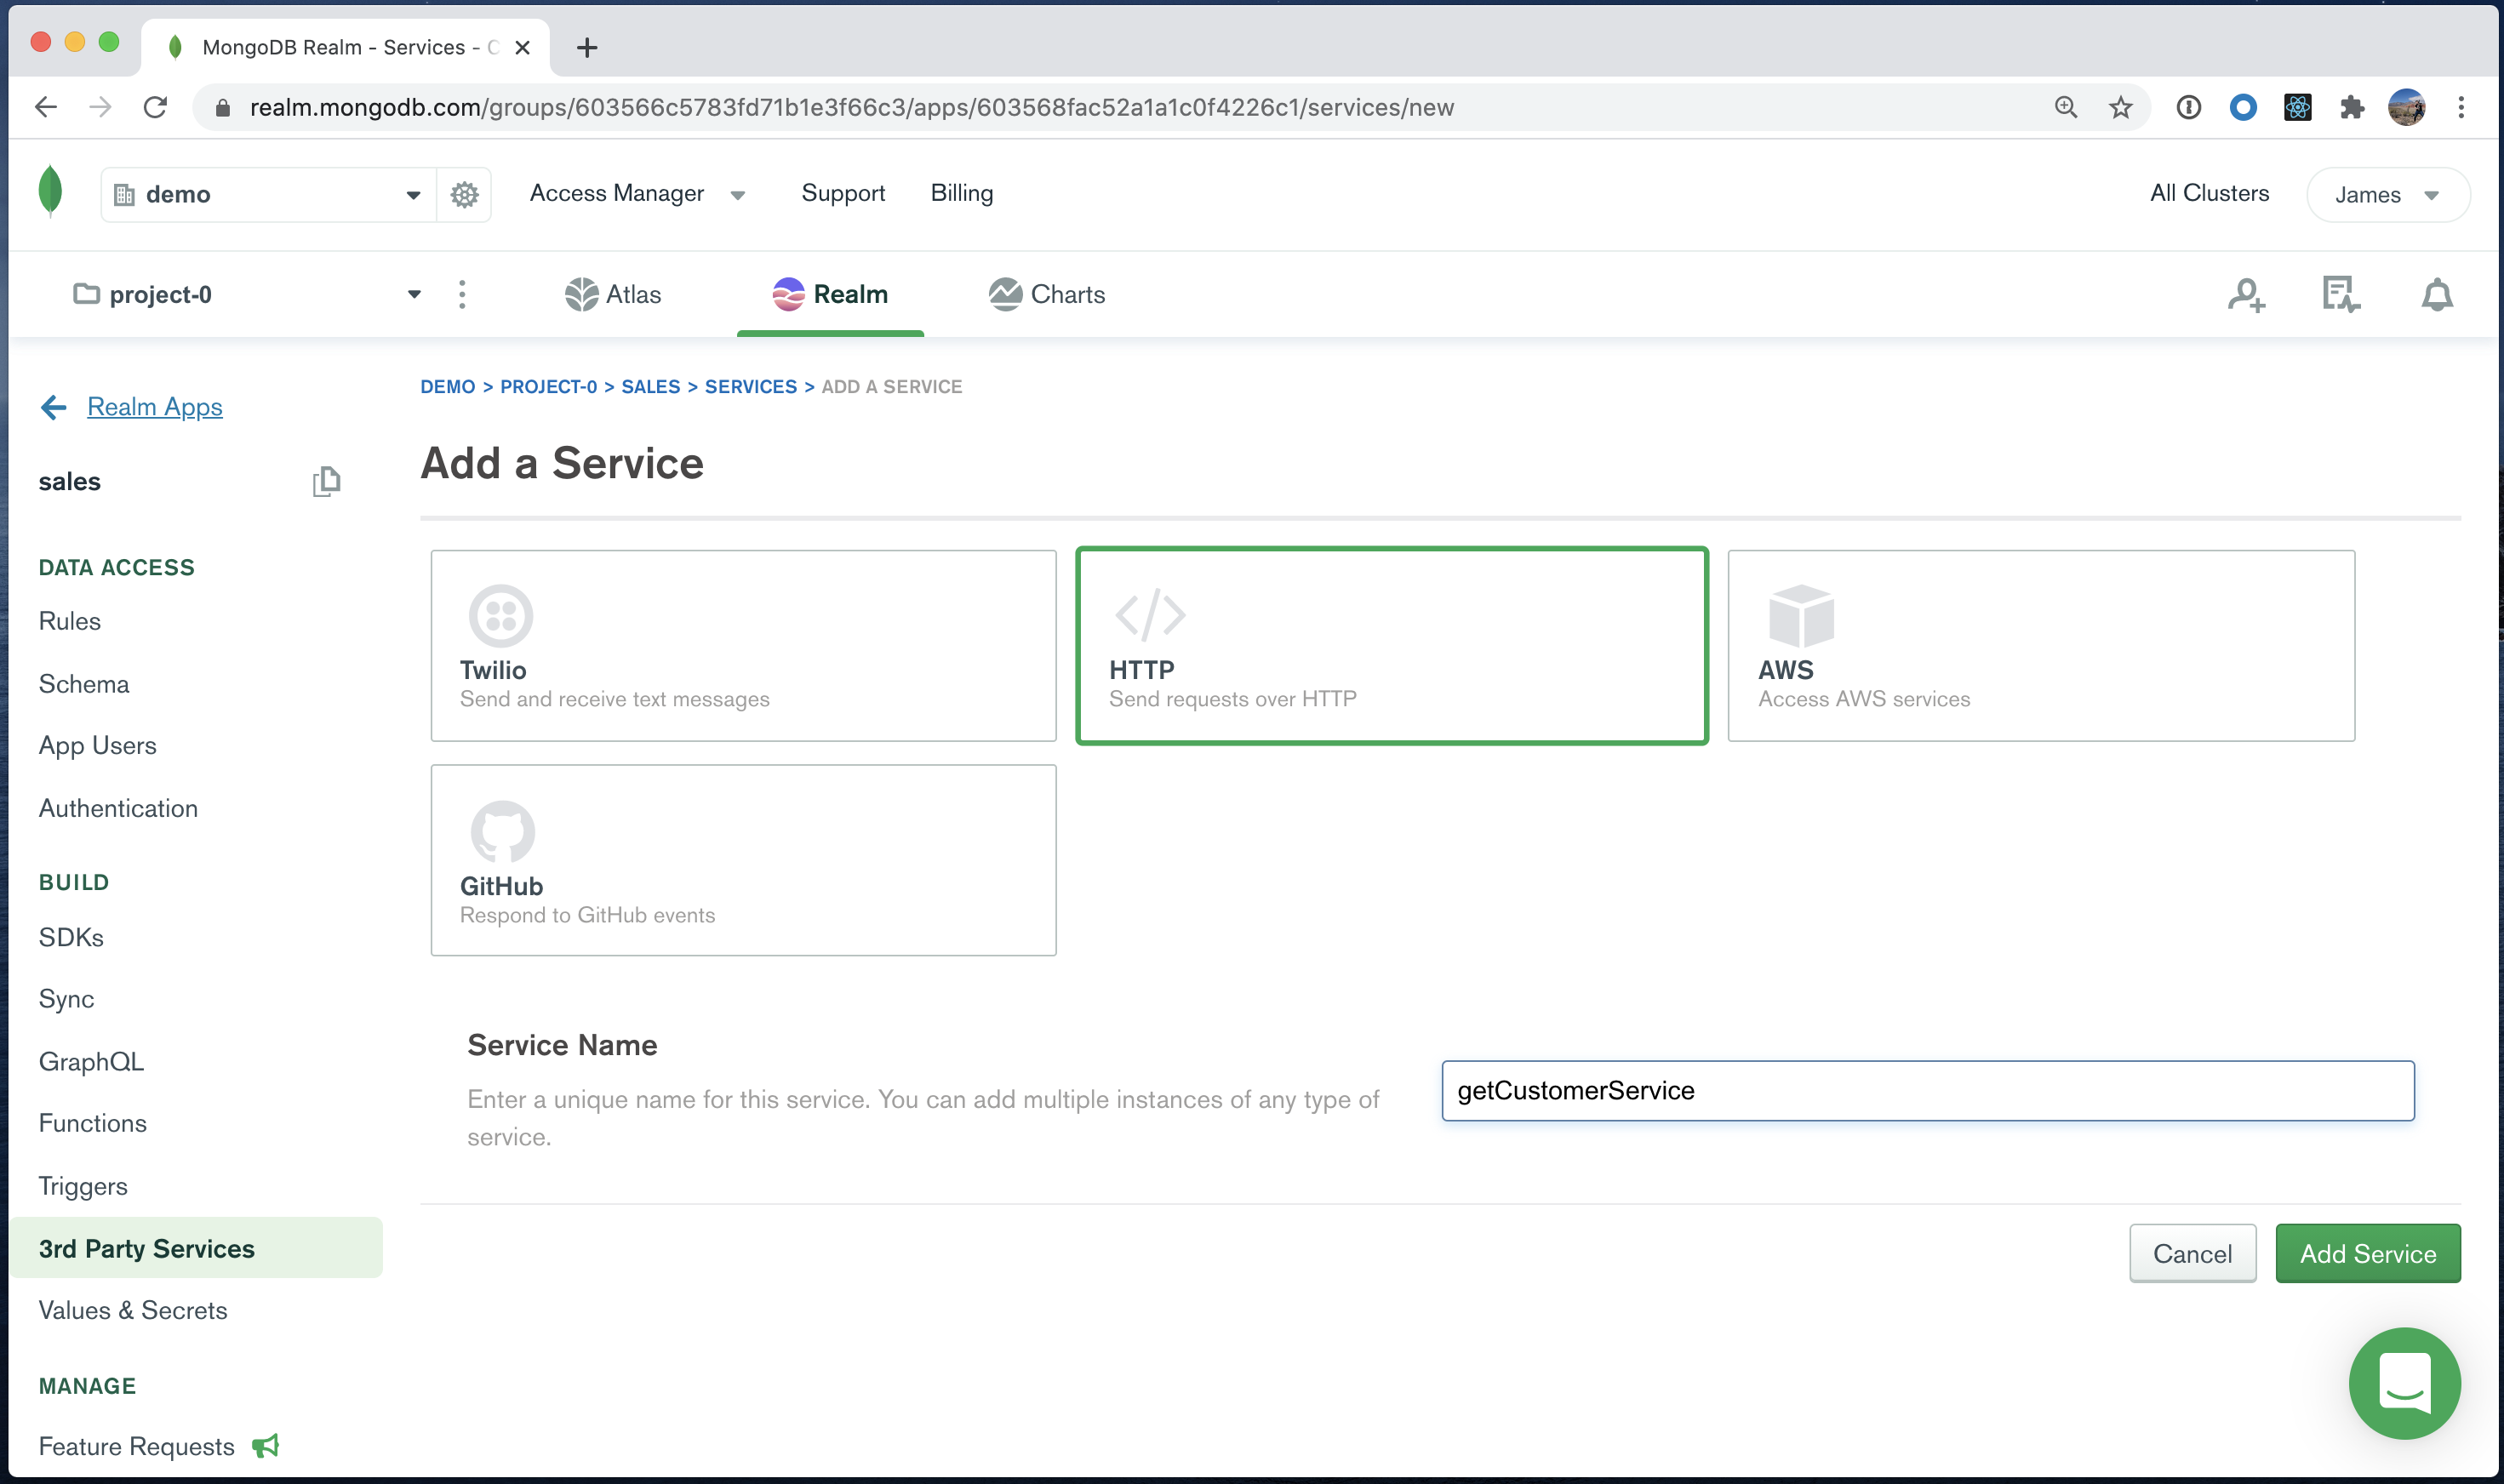 MongoDB Realm - Services - C
realm.mongodb.com/groups/603566c5783fd71b1e3f66c3/apps/603568fac52a1a1c0f4226c1/services/new
demo
Access Manager
Support
Billing
All Clusters
James
project-0
Atlas
Realm
Charts
Realm Apps
sales
DATA ACCESS
Rules
Schema
App Users
Authentication
BUILD
SDKs
Sync
GraphQL
Functions
Triggers
3rd Party Services
Values & Secrets
MANAGE
Feature Requests
DEMO > PROJECT-0 > SALES > SERVICES > ADD A SERVICE
Add a Service
Twilio
Send and receive text messages
HTTP
Send requests over HTTP
AWS
Access AWS services
GitHub
Respond to GitHub events
Service Name
Enter a unique name for this service. You can add multiple instances of any type of
service.
getCustomerService
Cancel
Add Service